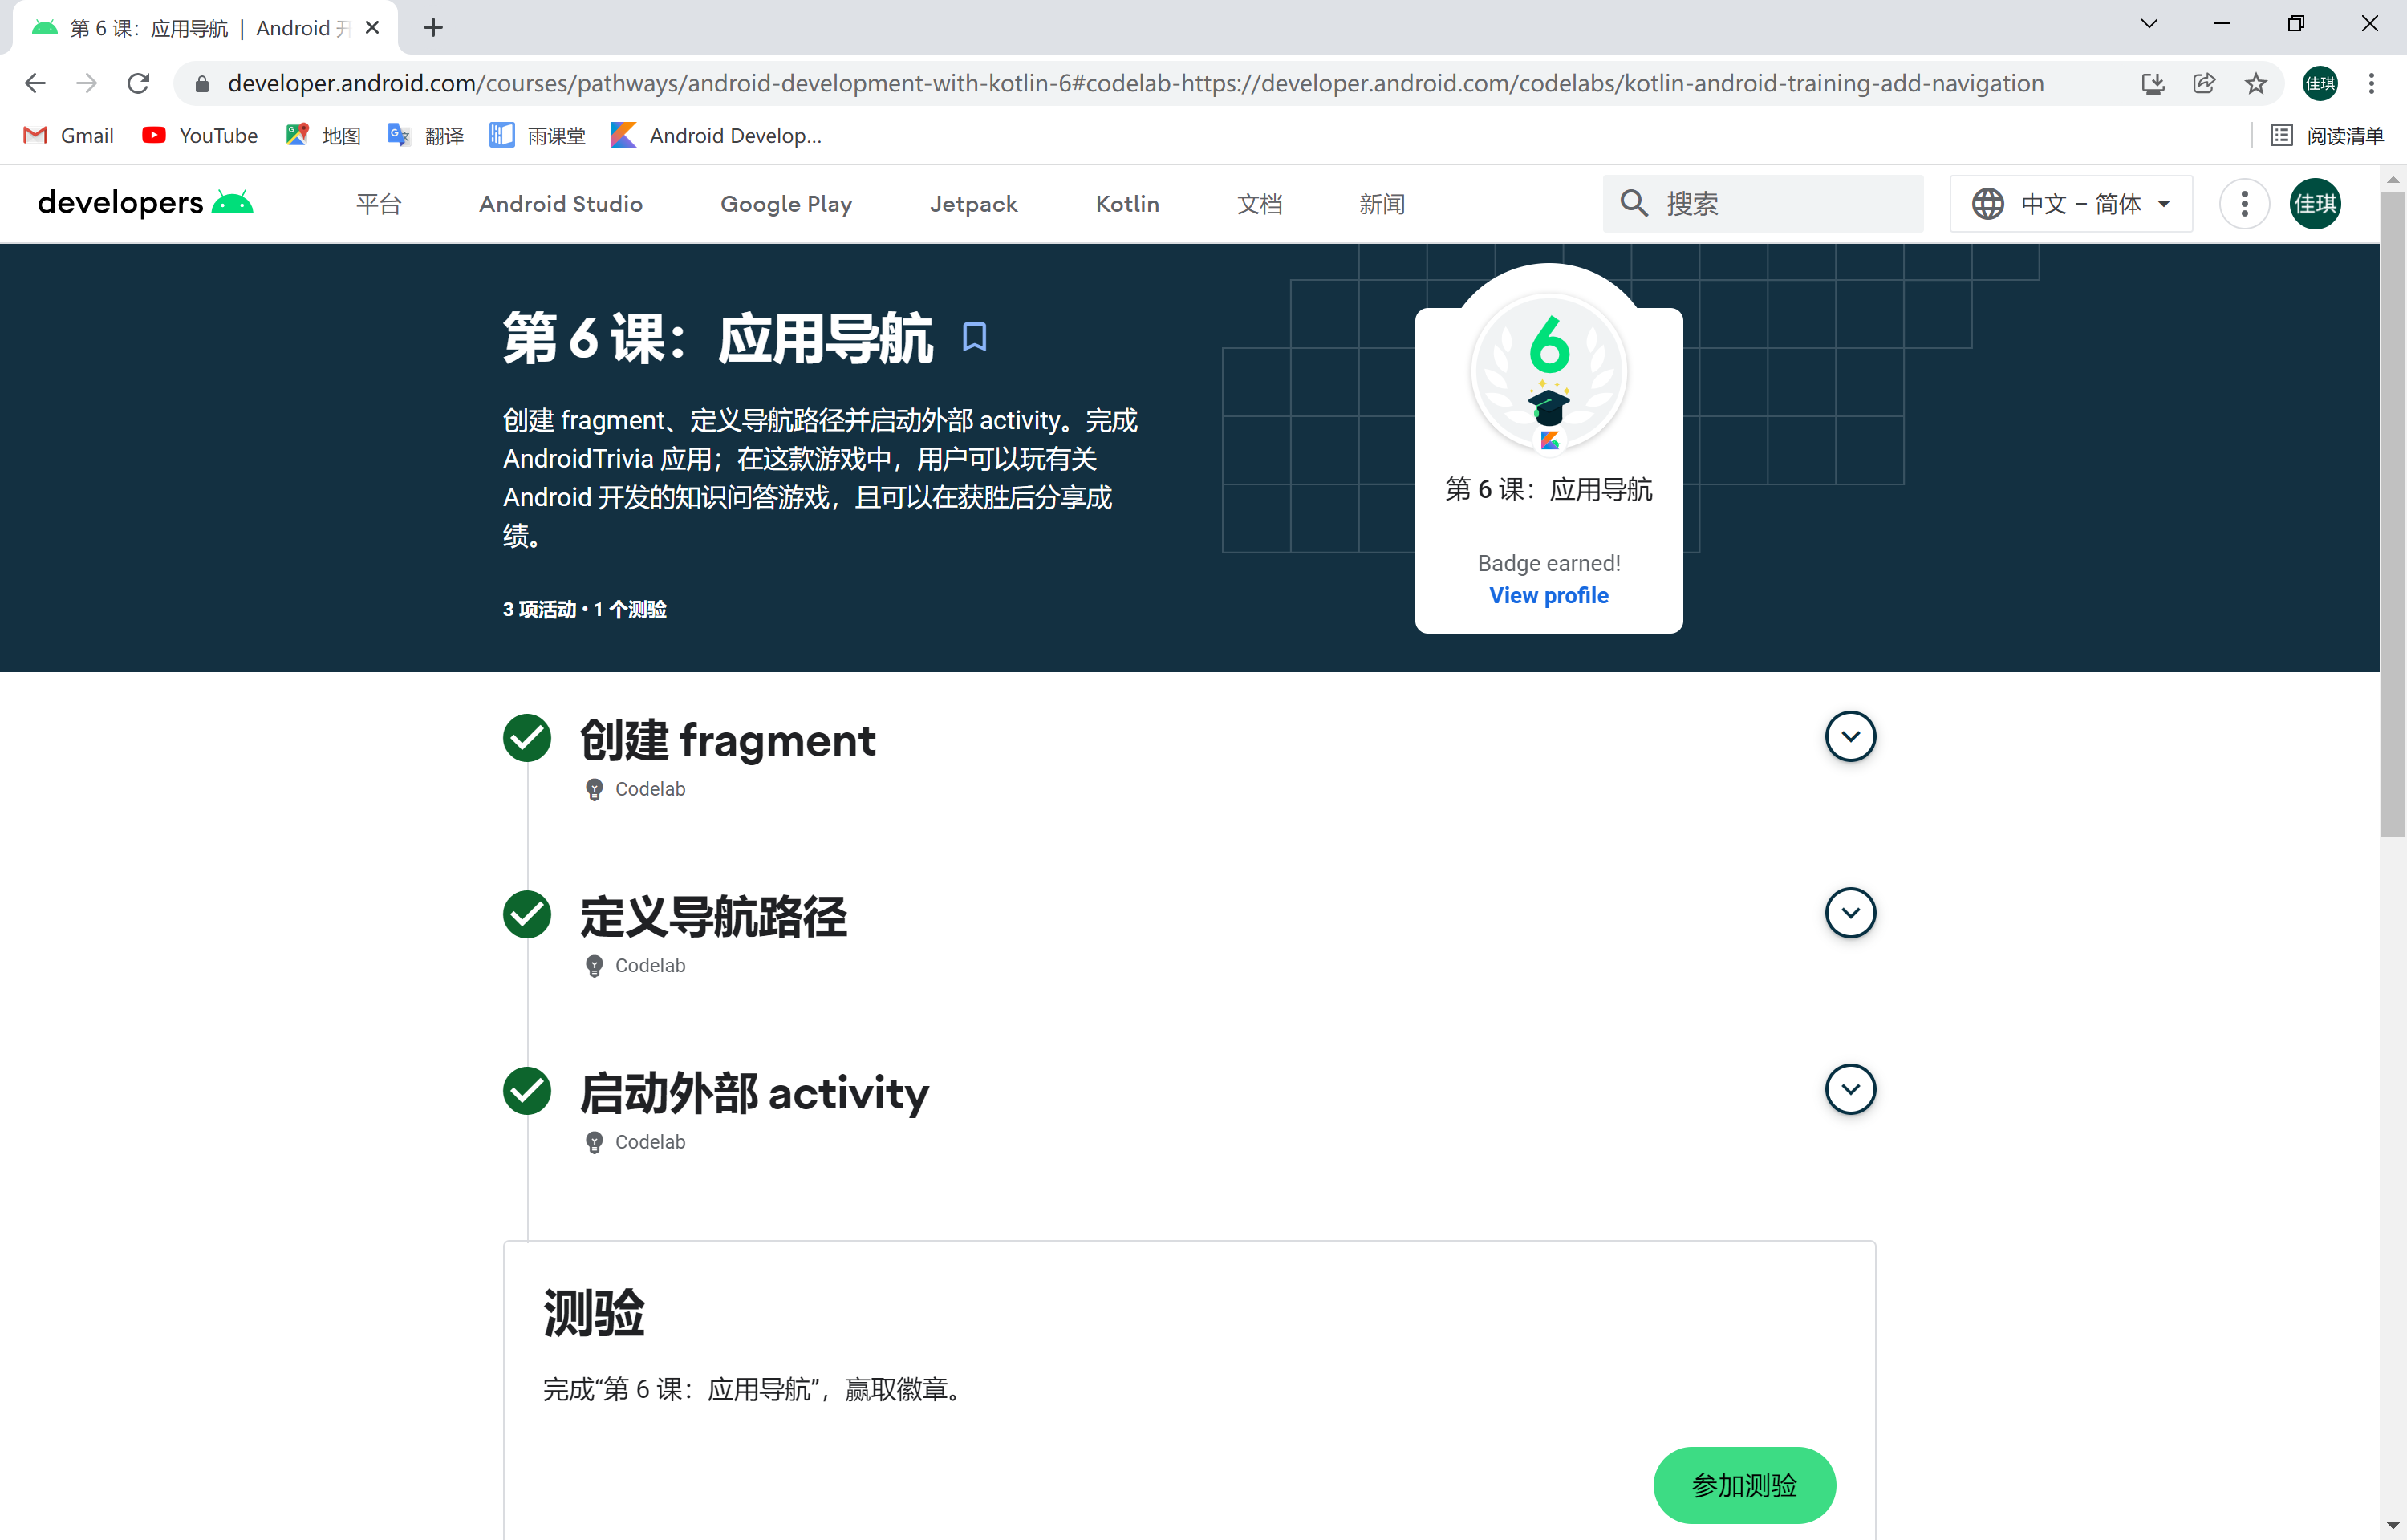 第 6 课：应用导航 | Android 开
developer.android.com/courses/pathways/android-development-with-kotlin-6#codelab-https://developer.android.com/codelabs/kotlin-android-training-add-navigation
佳琪
Gmail YouTube 地图 翻译 雨课堂 Android Develop... 阅读清单
developers 平台 Android Studio Google Play Jetpack Kotlin 文档 新闻 搜索 中文 – 简体 佳琪
第 6 课：应用导航
创建 fragment、定义导航路径并启动外部 activity。完成
AndroidTrivia 应用；在这款游戏中，用户可以玩有关
Android 开发的知识问答游戏，且可以在获胜后分享成
绩。
3 项活动 • 1 个测验
6
第 6 课：应用导航
Badge earned!
View profile
创建 fragment
Codelab
定义导航路径
Codelab
启动外部 activity
Codelab
测验
完成“第 6 课：应用导航”，赢取徽章。
参加测验